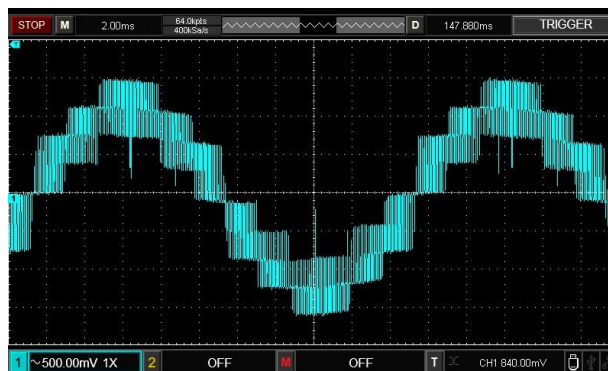 STOP M 2.00ms 64.0kpts D 147.880ms TRIGGER
400kSa/s
T
1
1 ~500.00mV 1X 2 OFF M OFF T CH1 840.00mV